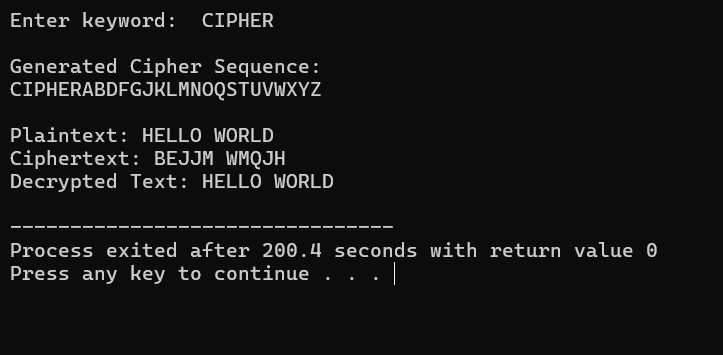 Enter keyword:  CIPHER
Generated Cipher Sequence:
CIPHERABDFGJKLMNOQSTUVWXYZ
Plaintext: HELLO WORLD
Ciphertext: BEJJM WMQJH
Decrypted Text: HELLO WORLD
--------------------------------
Process exited after 200.4 seconds with return value 0
Press any key to continue . . .